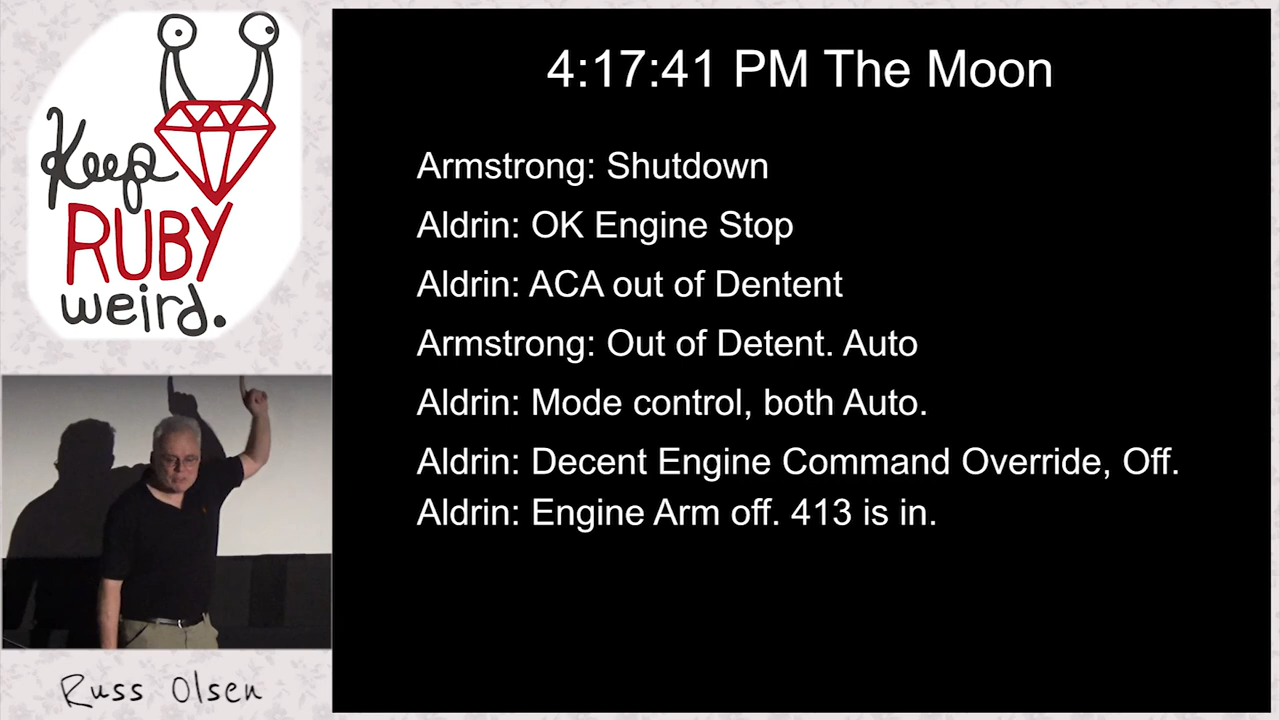 Keep
RUBY
weird.
4:17:41 PM The Moon
Armstrong: Shutdown
Aldrin: OK Engine Stop
Aldrin: ACA out of Dentent
Armstrong: Out of Detent. Auto
Aldrin: Mode control, both Auto.
Aldrin: Decent Engine Command Override, Off.
Aldrin: Engine Arm off. 413 is in.
Russ Olsen